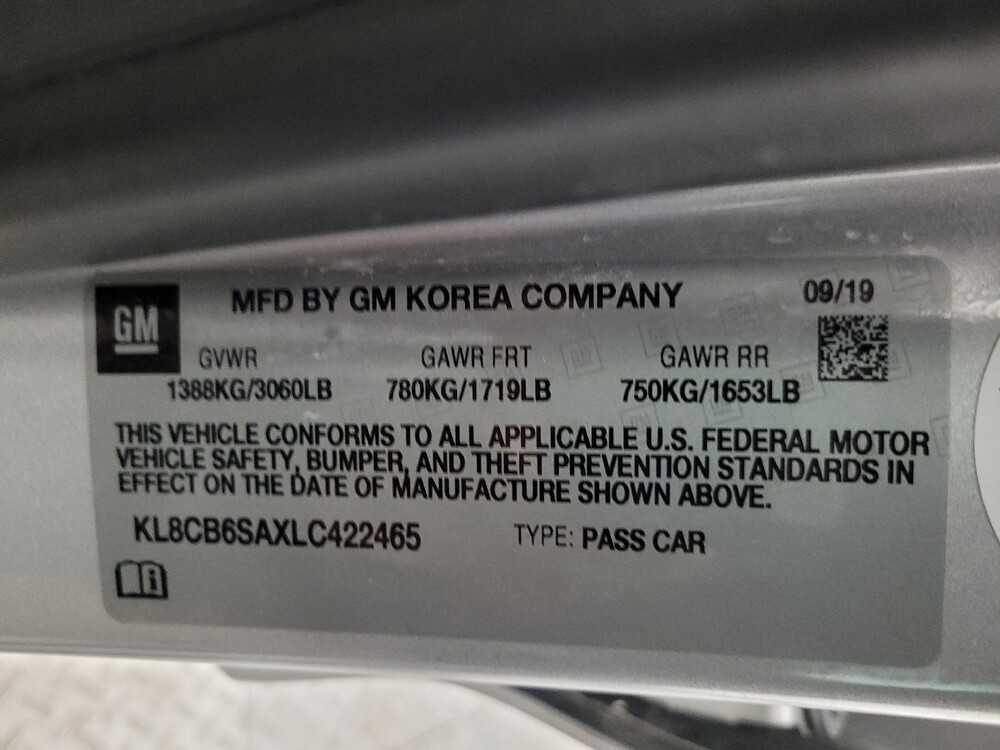 GM
MFD BY GM KOREA COMPANY 09/19
GVWR GAWR FRT GAWR RR
1388KG/3060LB 780KG/1719LB 750KG/1653LB
THIS VEHICLE CONFORMS TO ALL APPLICABLE U.S. FEDERAL MOTOR
VEHICLE SAFETY, BUMPER, AND THEFT PREVENTION STANDARDS IN
EFFECT ON THE DATE OF MANUFACTURE SHOWN ABOVE.
KL8CB6SAXLC422465 TYPE: PASS CAR